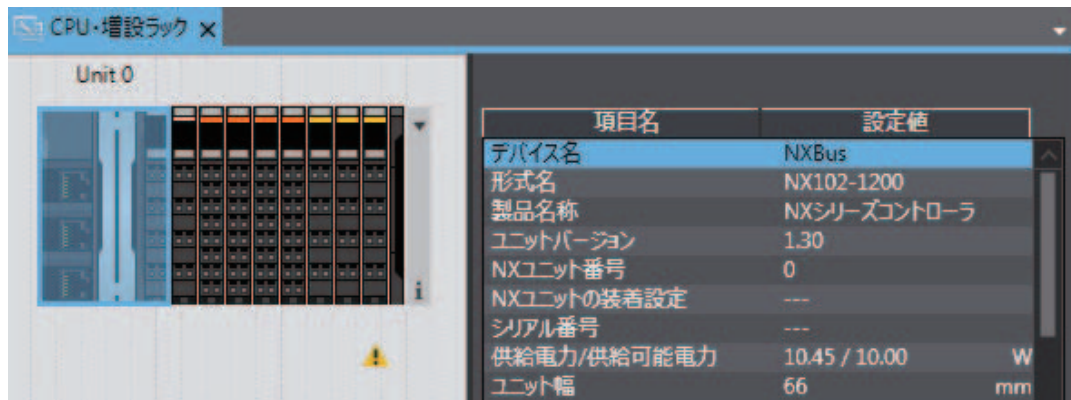 CPU・増設ラック
Unit 0
項目名 設定値
デバイス名 NXBus
形式名 NX102-1200
製品名称 NXシリーズコントローラ
ユニットバージョン 1.30
NXユニット番号 0
NXユニットの装着設定 ---
シリアル番号 ---
供給電力/供給可能電力 10.45 / 10.00 W
ユニット幅 66 mm